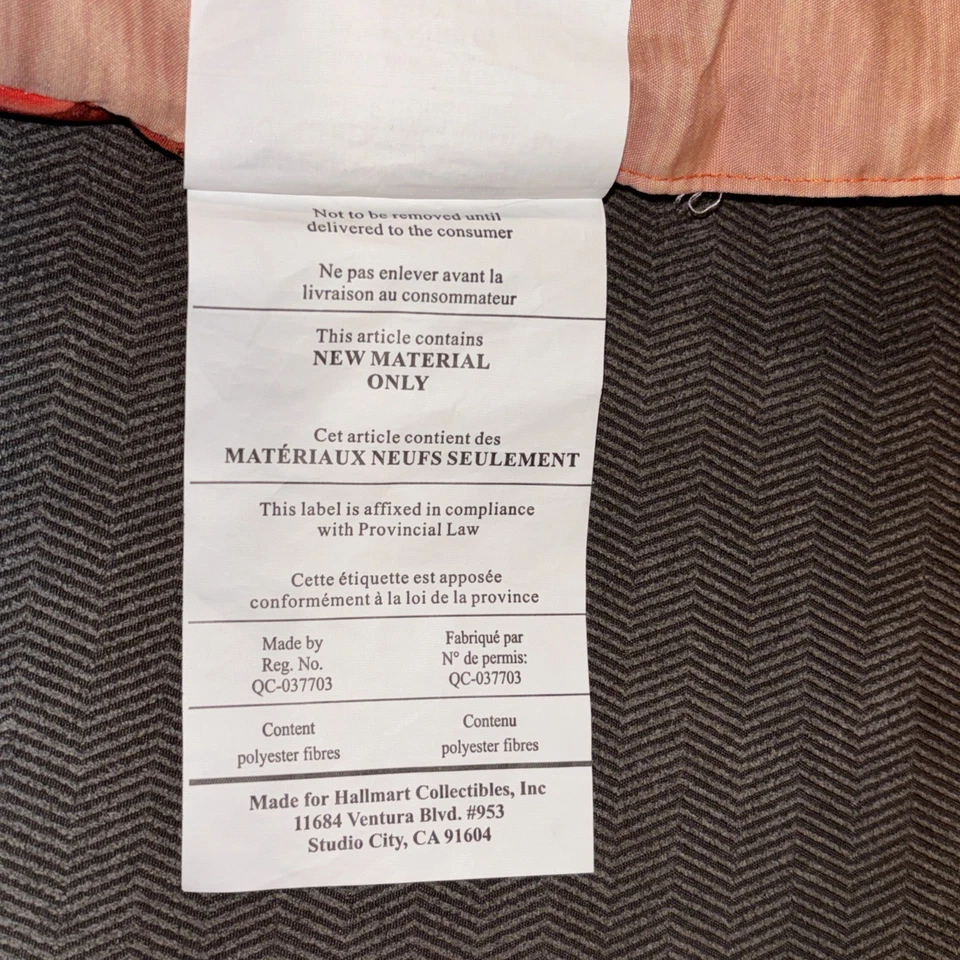 Not to be removed until
delivered to the consumer
Ne pas enlever avant la
livraison au consommateur
This article contains
NEW MATERIAL
ONLY
Cet article contient des
MATÉRIAUX NEUFS SEULEMENT
This label is affixed in compliance
with Provincial Law
Cette étiquette est apposée
conformément à la loi de la province
Made by
Reg. No.
QC-037703
Fabriqué par
N° de permis:
QC-037703
Content
polyester fibres
Contenu
polyester fibres
Made for Hallmart Collectibles, Inc
11684 Ventura Blvd. #953
Studio City, CA 91604